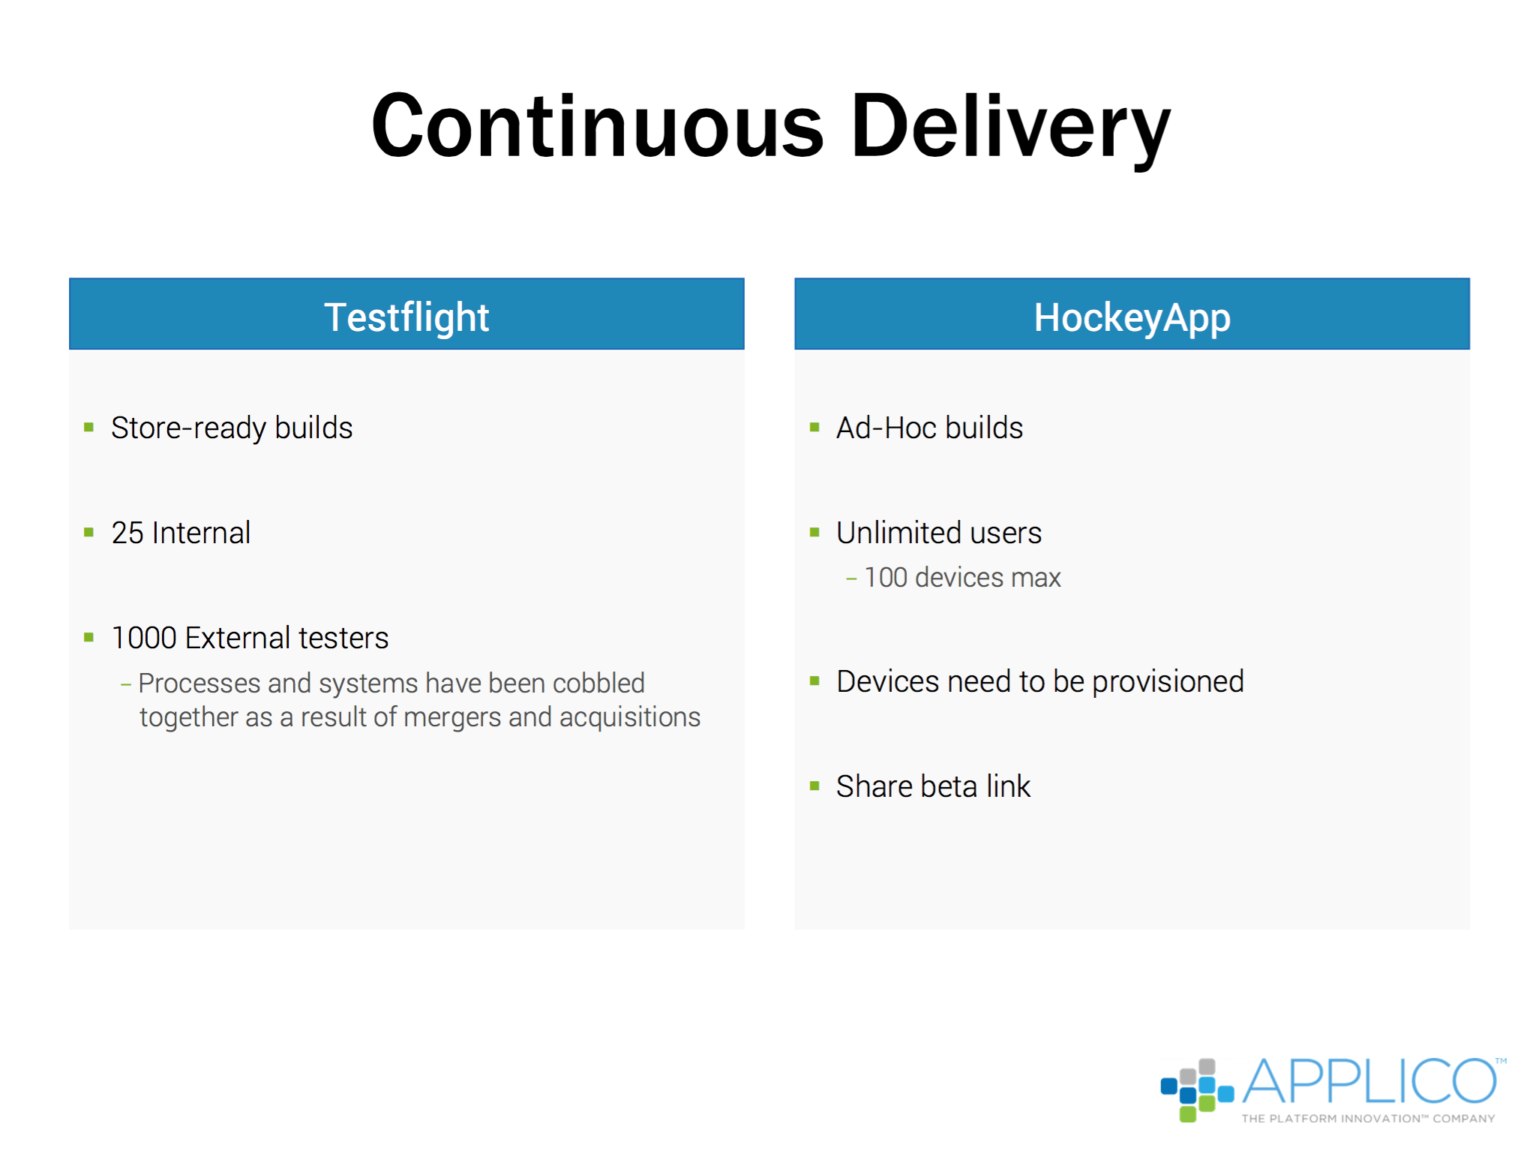 Continuous Delivery
Testflight
▪ Store-ready builds
▪ 25 Internal
▪ 1000 External testers
– Processes and systems have been cobbled
together as a result of mergers and acquisitions
HockeyApp
▪ Ad-Hoc builds
▪ Unlimited users
– 100 devices max
▪ Devices need to be provisioned
▪ Share beta link
APPLICO™
THE PLATFORM INNOVATION™ COMPANY